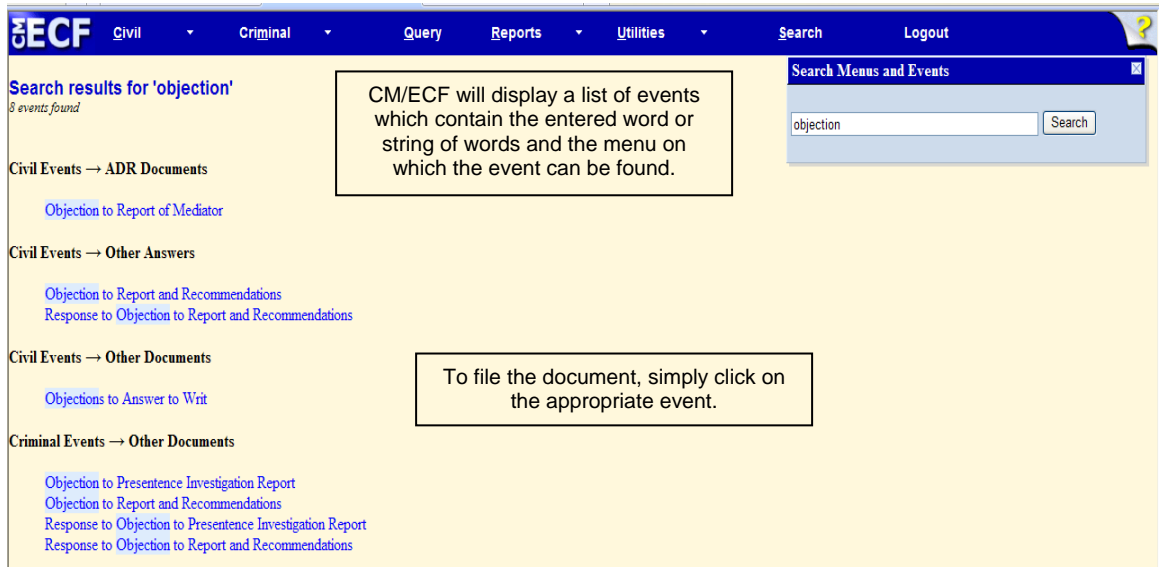 CM ECF Civil Criminal Query Reports Utilities Search Logout ?
Search results for 'objection'
8 events found
CM/ECF will display a list of events
which contain the entered word or
string of words and the menu on
which the event can be found.
Search Menus and Events
objection Search
Civil Events → ADR Documents
Objection to Report of Mediator
Civil Events → Other Answers
Objection to Report and Recommendations
Response to Objection to Report and Recommendations
Civil Events → Other Documents
Objections to Answer to Writ
To file the document, simply click on
the appropriate event.
Criminal Events → Other Documents
Objection to Presentence Investigation Report
Objection to Report and Recommendations
Response to Objection to Presentence Investigation Report
Response to Objection to Report and Recommendations